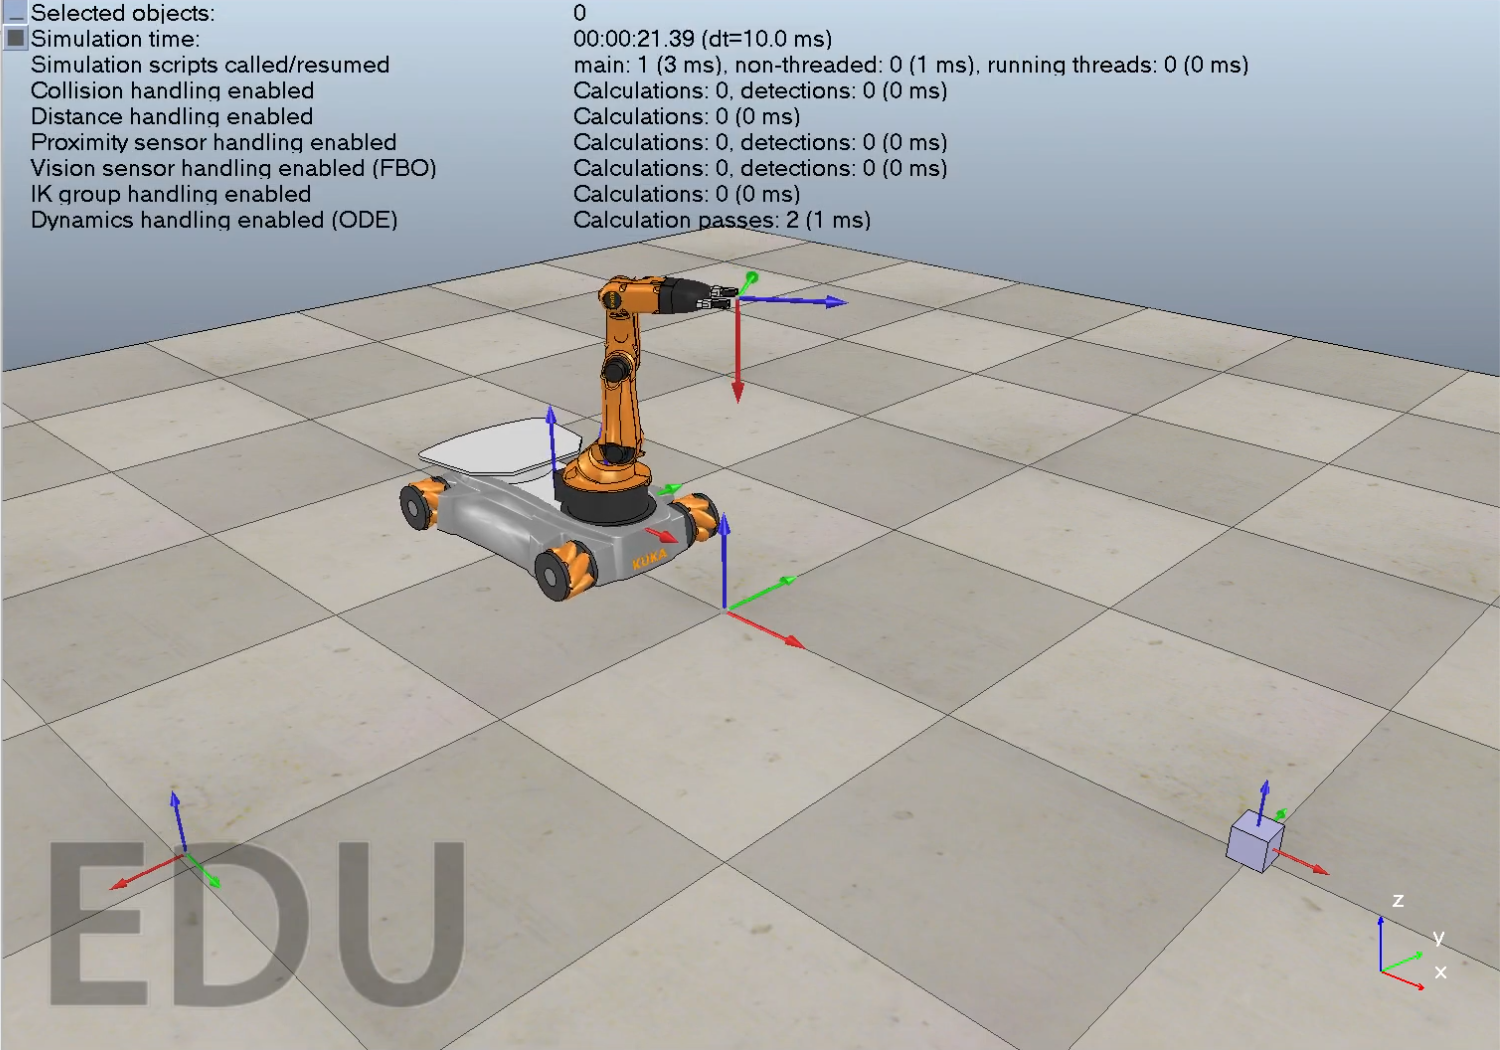 Selected objects: 0
Simulation time: 00:00:21.39 (dt=10.0 ms)
Simulation scripts called/resumed main: 1 (3 ms), non-threaded: 0 (1 ms), running threads: 0 (0 ms)
Collision handling enabled Calculations: 0, detections: 0 (0 ms)
Distance handling enabled Calculations: 0 (0 ms)
Proximity sensor handling enabled Calculations: 0, detections: 0 (0 ms)
Vision sensor handling enabled (FBO) Calculations: 0, detections: 0 (0 ms)
IK group handling enabled Calculations: 0 (0 ms)
Dynamics handling enabled (ODE) Calculation passes: 2 (1 ms)
KUKA
EDU
z
y
x